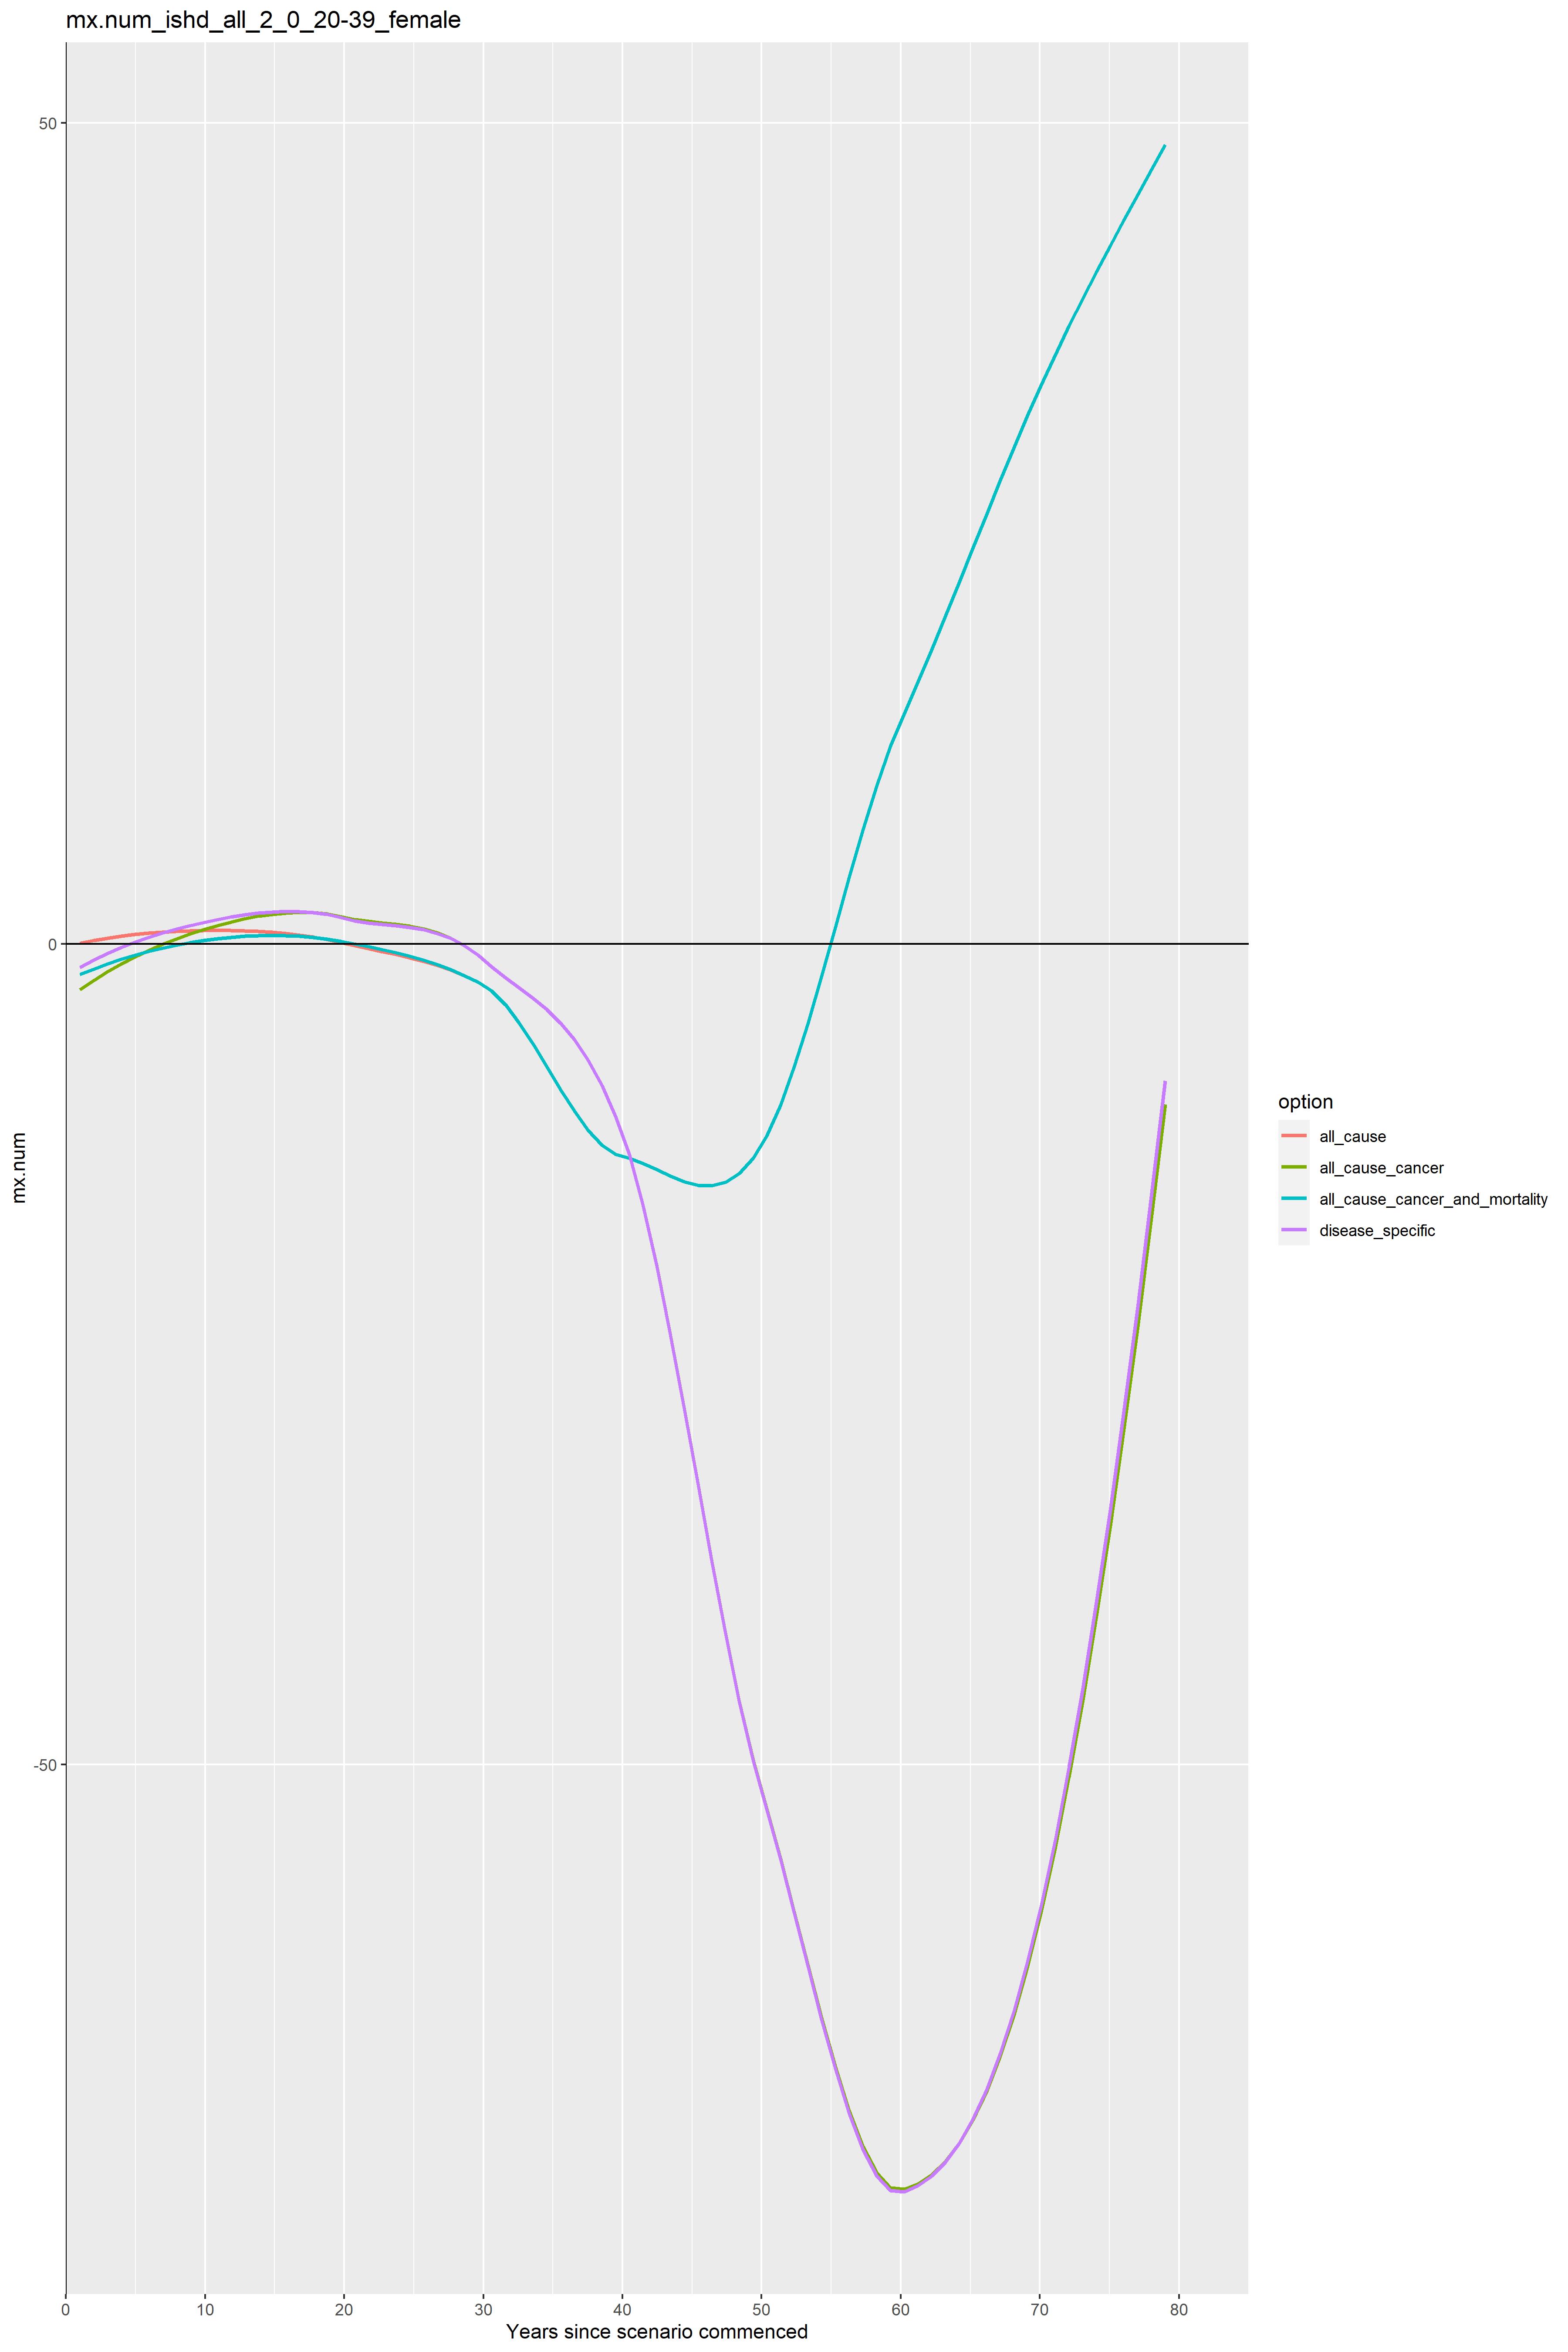 mx.num_ishd_all_2_0_20-39_female
50
0
-50
mx.num
0 10 20 30 40 50 60 70 80
Years since scenario commenced
option
all_cause
all_cause_cancer
all_cause_cancer_and_mortality
disease_specific